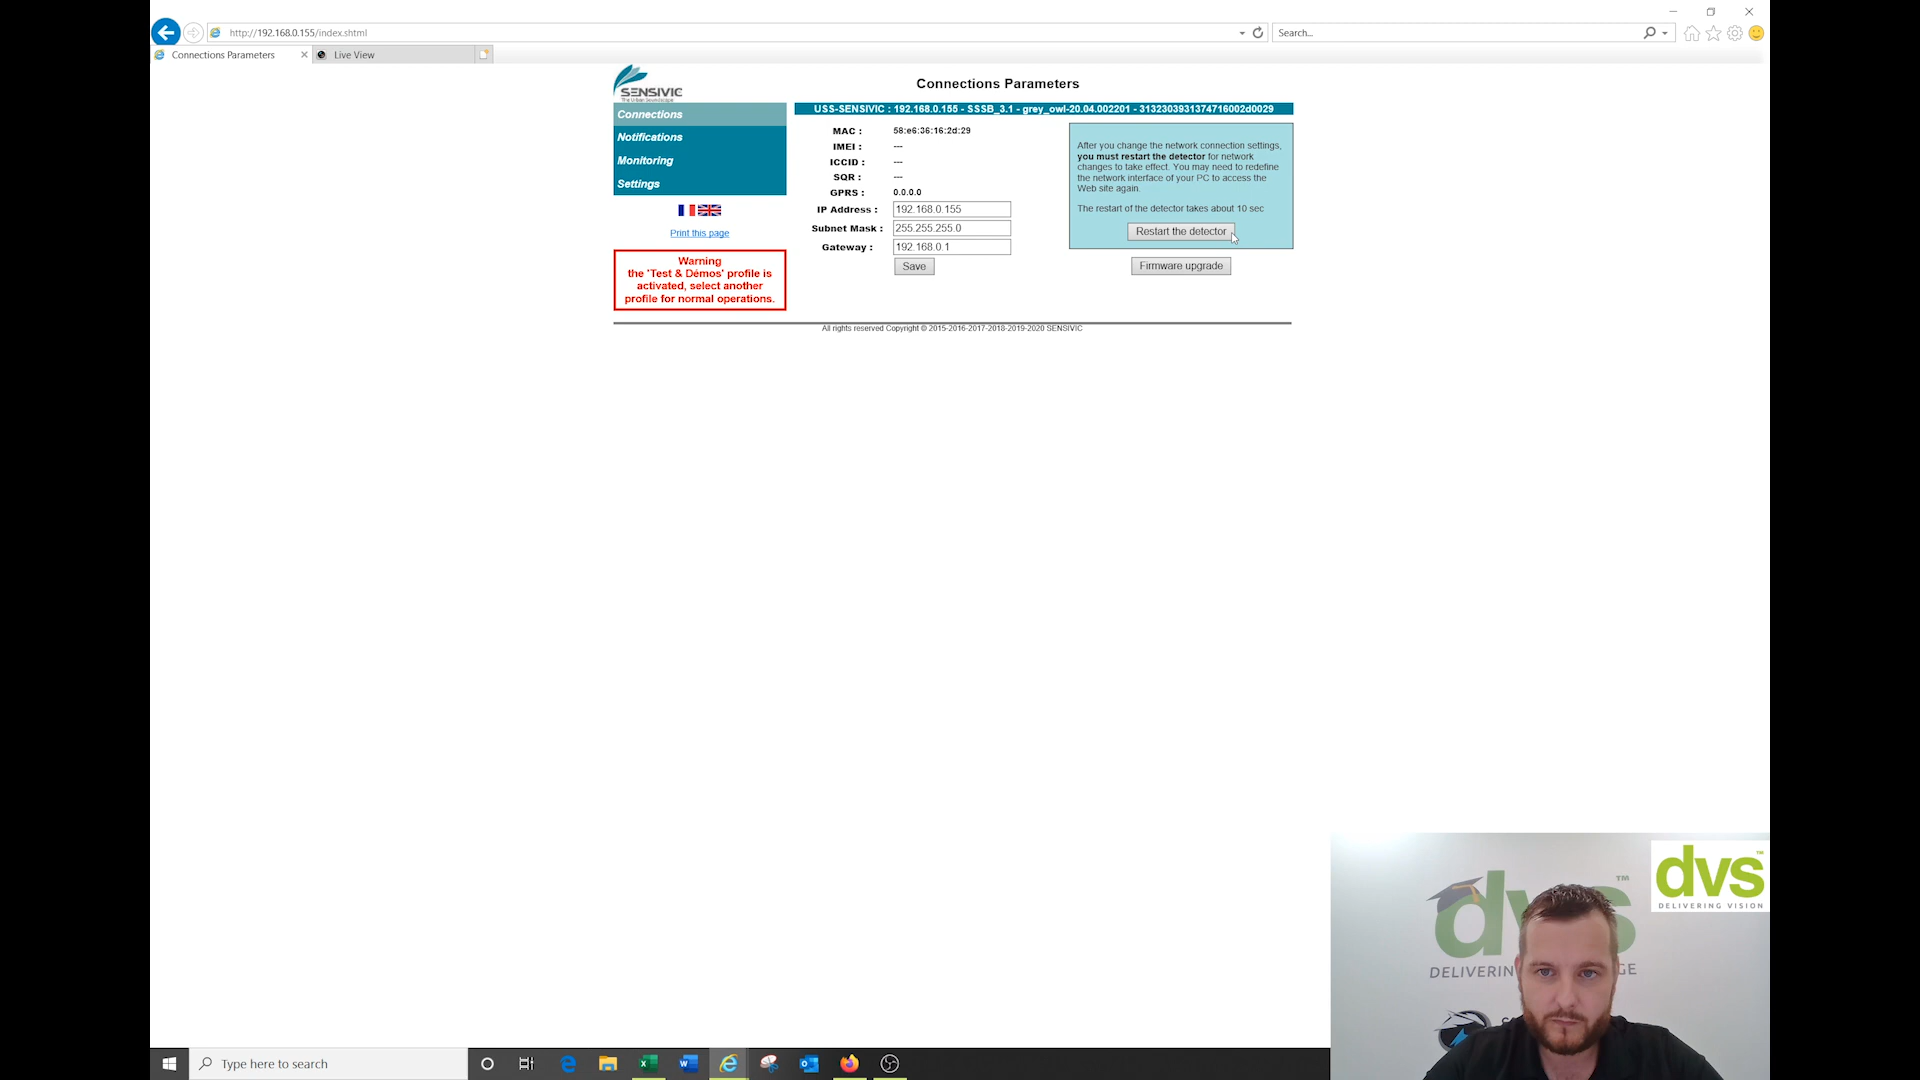 http://192.168.0.155/index.shtml
Search...
Connections Parameters
Live View
SENSIVIC
Connections Parameters
USS-SENSIVIC : 192.168.0.155 - SSSB_3.1 - grey_owl-20.04.002201 - 3132303931374716002d0029
Connections
Notifications
Monitoring
Settings
Print this page
Warning
the 'Test & Démos' profile is
activated, select another
profile for normal operations.
MAC : 58:e6:36:16:2d:29
IMEI : ---
ICCID : ---
SQR : ---
GPRS : 0.0.0.0
IP Address : 192.168.0.155
Subnet Mask : 255.255.255.0
Gateway : 192.168.0.1
Save
After you change the network connection settings,
you must restart the detector for network
changes to take effect. You may need to redefine
the network interface of your PC to access the
Web site again.
The restart of the detector takes about 10 sec
Restart the detector
Firmware upgrade
All rights reserved Copyright © 2015-2016-2017-2018-2019-2020 SENSIVIC
dvs™
DELIVERING VISION
dvs™
DELIVERIN GE
Type here to search